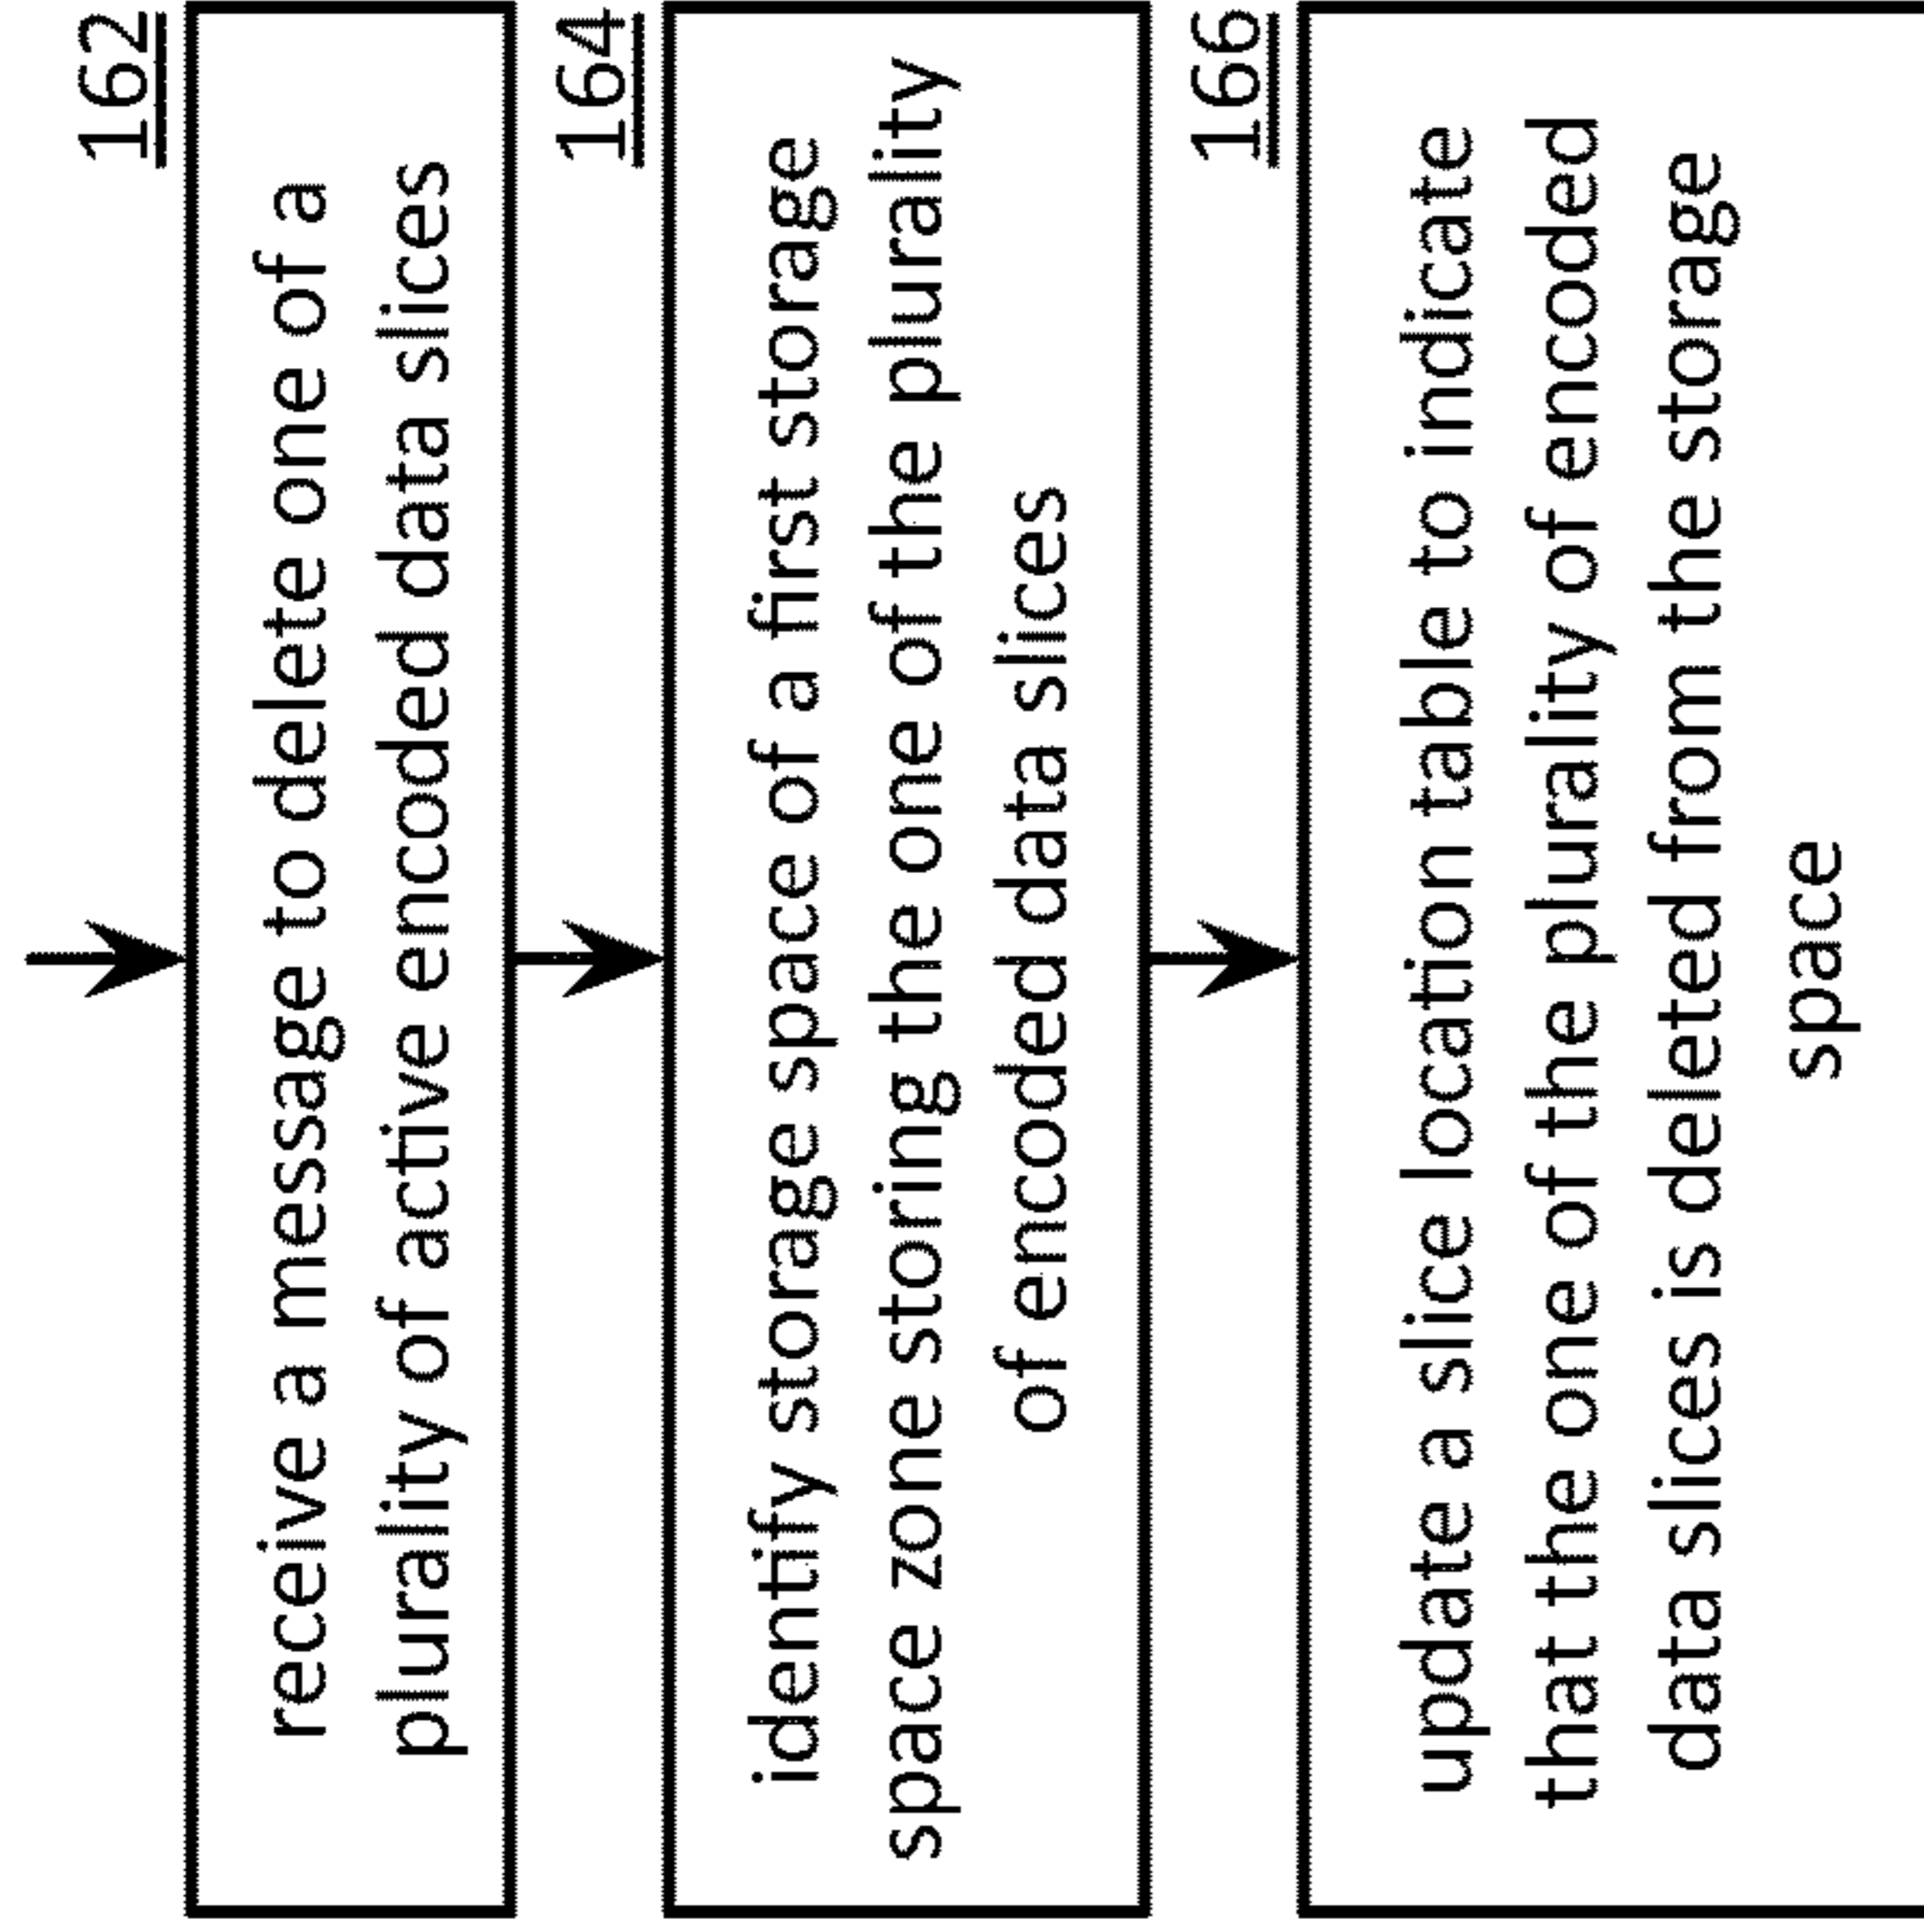 162
receive a message to delete one of a
plurality of active encoded data slices
164
identify storage space of a first storage
space zone storing the one of the plurality
of encoded data slices
166
update a slice location table to indicate
that the one of the plurality of encoded
data slices is deleted from the storage
space